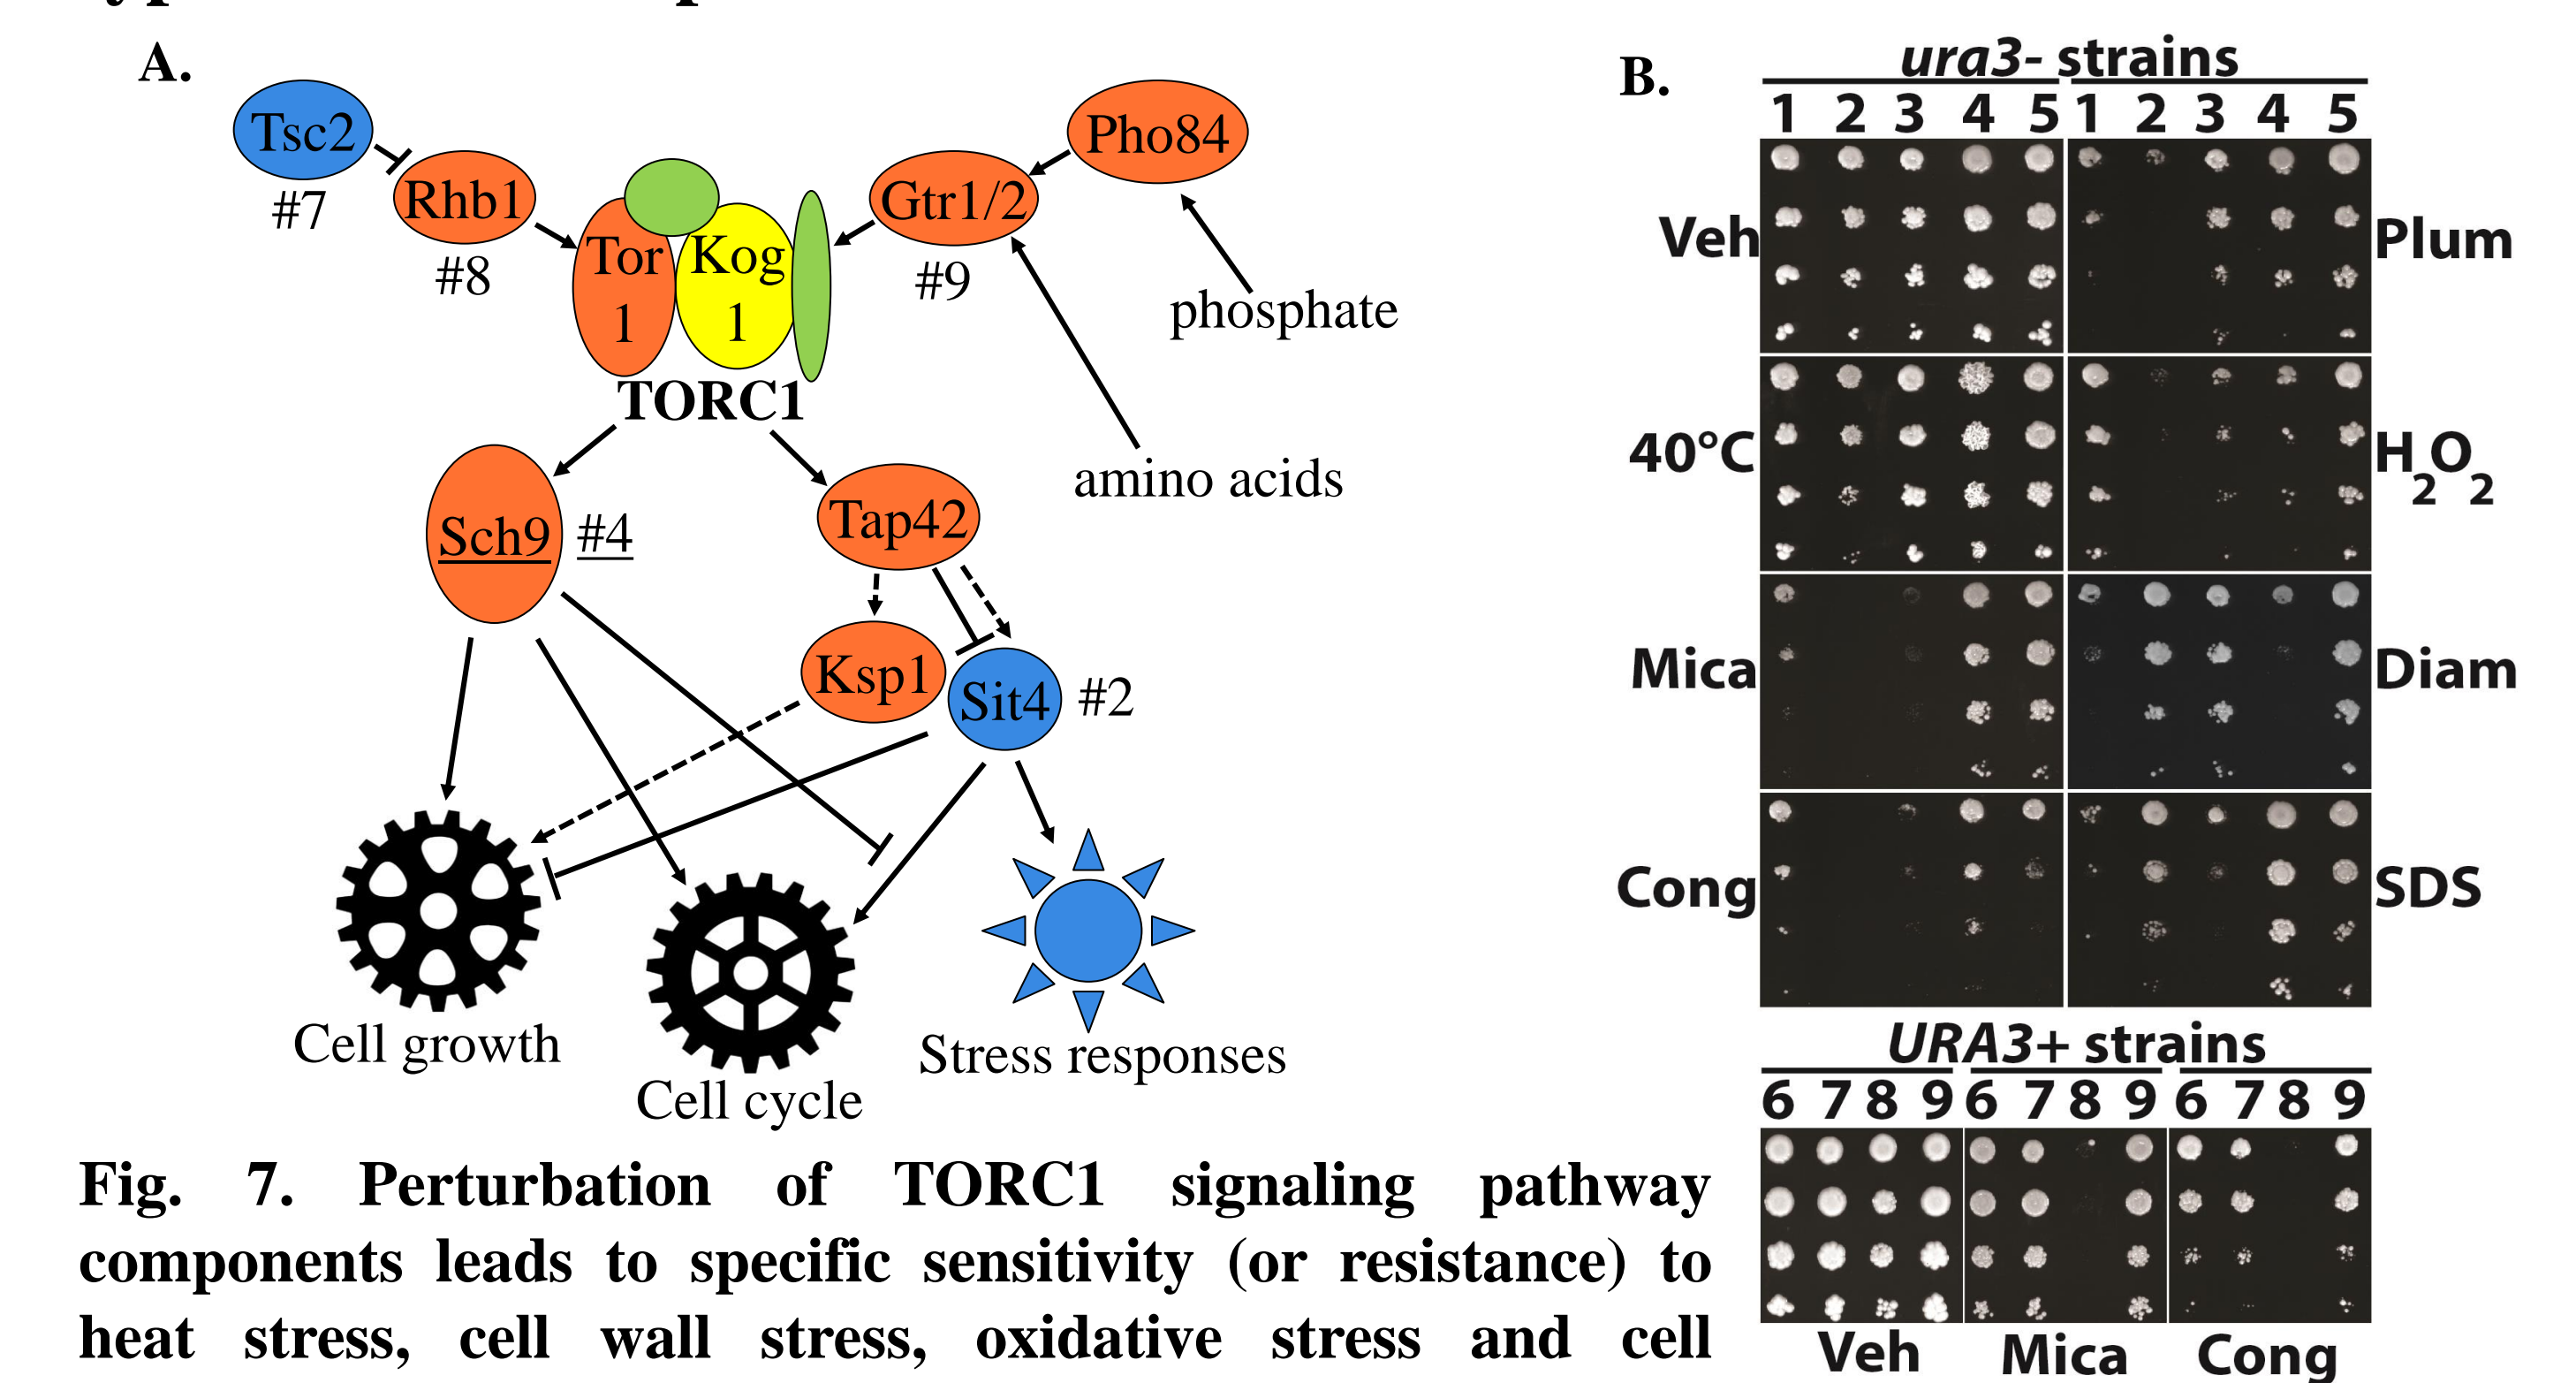 A.
Tsc2
#7
Rhb1
#8
Tor
1
Kog
1
TORC1
Gtr1/2
#9
Pho84
phosphate
amino acids
Sch9 #4
Tap42
Ksp1
Sit4 #2
Cell growth
Cell cycle
Stress responses
B.
ura3- strains
1 2 3 4 5 1 2 3 4 5
Veh Plum
40°C H2O2
Mica Diam
Cong SDS
URA3+ strains
6 7 8 9 6 7 8 9 6 7 8 9
Veh Mica Cong
Fig. 7. Perturbation of TORC1 signaling pathway
components leads to specific sensitivity (or resistance) to
heat stress, cell wall stress, oxidative stress and cell